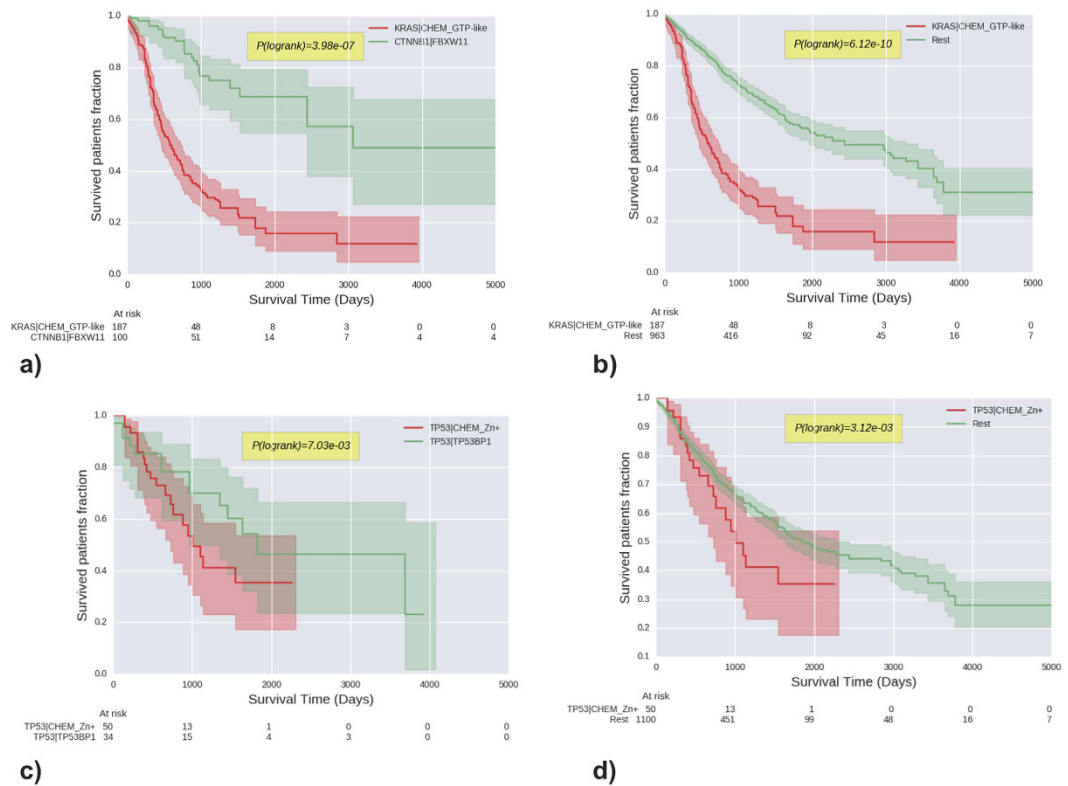 KRAS|CHEM_GTP-like
CTNNB1|FBXW11
P(logrank)=3.98e-07
Survived patients fraction
1.0
0.8
0.6
0.4
0.2
0.0
0 1000 2000 3000 4000 5000
Survival Time (Days)
At risk
KRAS|CHEM_GTP-like 187 48 8 3 0 0
CTNNB1|FBXW11 100 51 14 7 4 4
a)
KRAS|CHEM_GTP-like
Rest
P(logrank)=6.12e-10
Survived patients fraction
1.0
0.8
0.6
0.4
0.2
0.0
0 1000 2000 3000 4000 5000
Survival Time (Days)
At risk
KRAS|CHEM_GTP-like 187 48 8 3 0 0
Rest 963 416 92 45 16 7
b)
TP53|CHEM_Zn+
TP53|TP53BP1
P(logrank)=7.03e-03
Survived patients fraction
1.0
0.8
0.6
0.4
0.2
0.0
0 1000 2000 3000 4000 5000
Survival Time (Days)
At risk
TP53|CHEM_Zn+ 50 13 1 0 0 0
TP53|TP53BP1 34 15 4 3 0 0
c)
TP53|CHEM_Zn+
Rest
P(logrank)=3.12e-03
Survived patients fraction
1.0
0.9
0.8
0.7
0.6
0.5
0.4
0.3
0.2
0.1
0 1000 2000 3000 4000 5000
Survival Time (Days)
At risk
TP53|CHEM_Zn+ 50 13 1 0 0 0
Rest 1100 451 99 48 16 7
d)